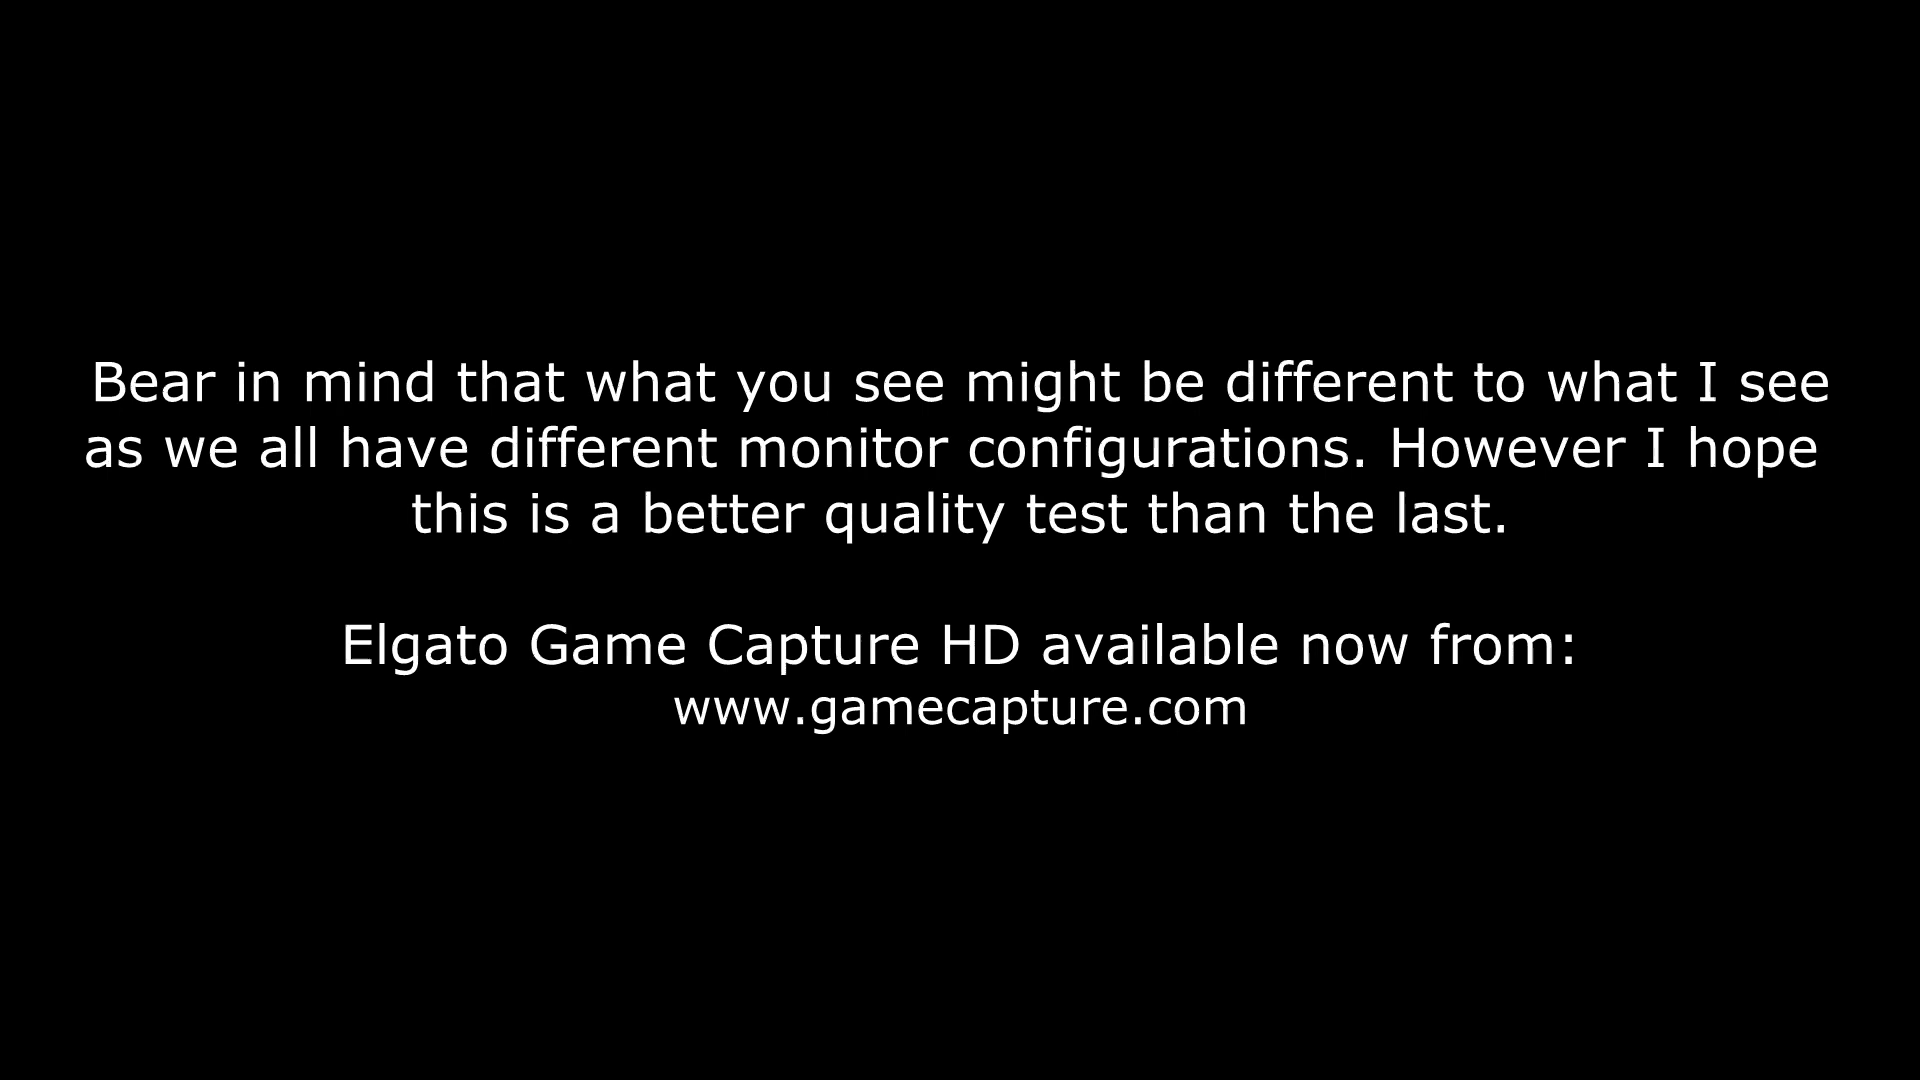 Bear in mind that what you see might be different to what I see
as we all have different monitor configurations. However I hope
this is a better quality test than the last.
Elgato Game Capture HD available now from:
www.gamecapture.com